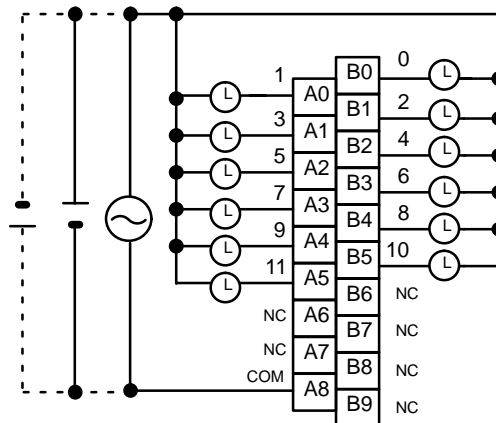 0
1 B0 L
L A0 2
3 B1 L
L A1 4
5 B2 L
L A2 6
7 B3 L
L A3 8
9 B4 L
L A4 10
11 B5 L
L A5
B6 NC
NC A6
B7 NC
NC A7
B8 NC
COM A8
B9 NC